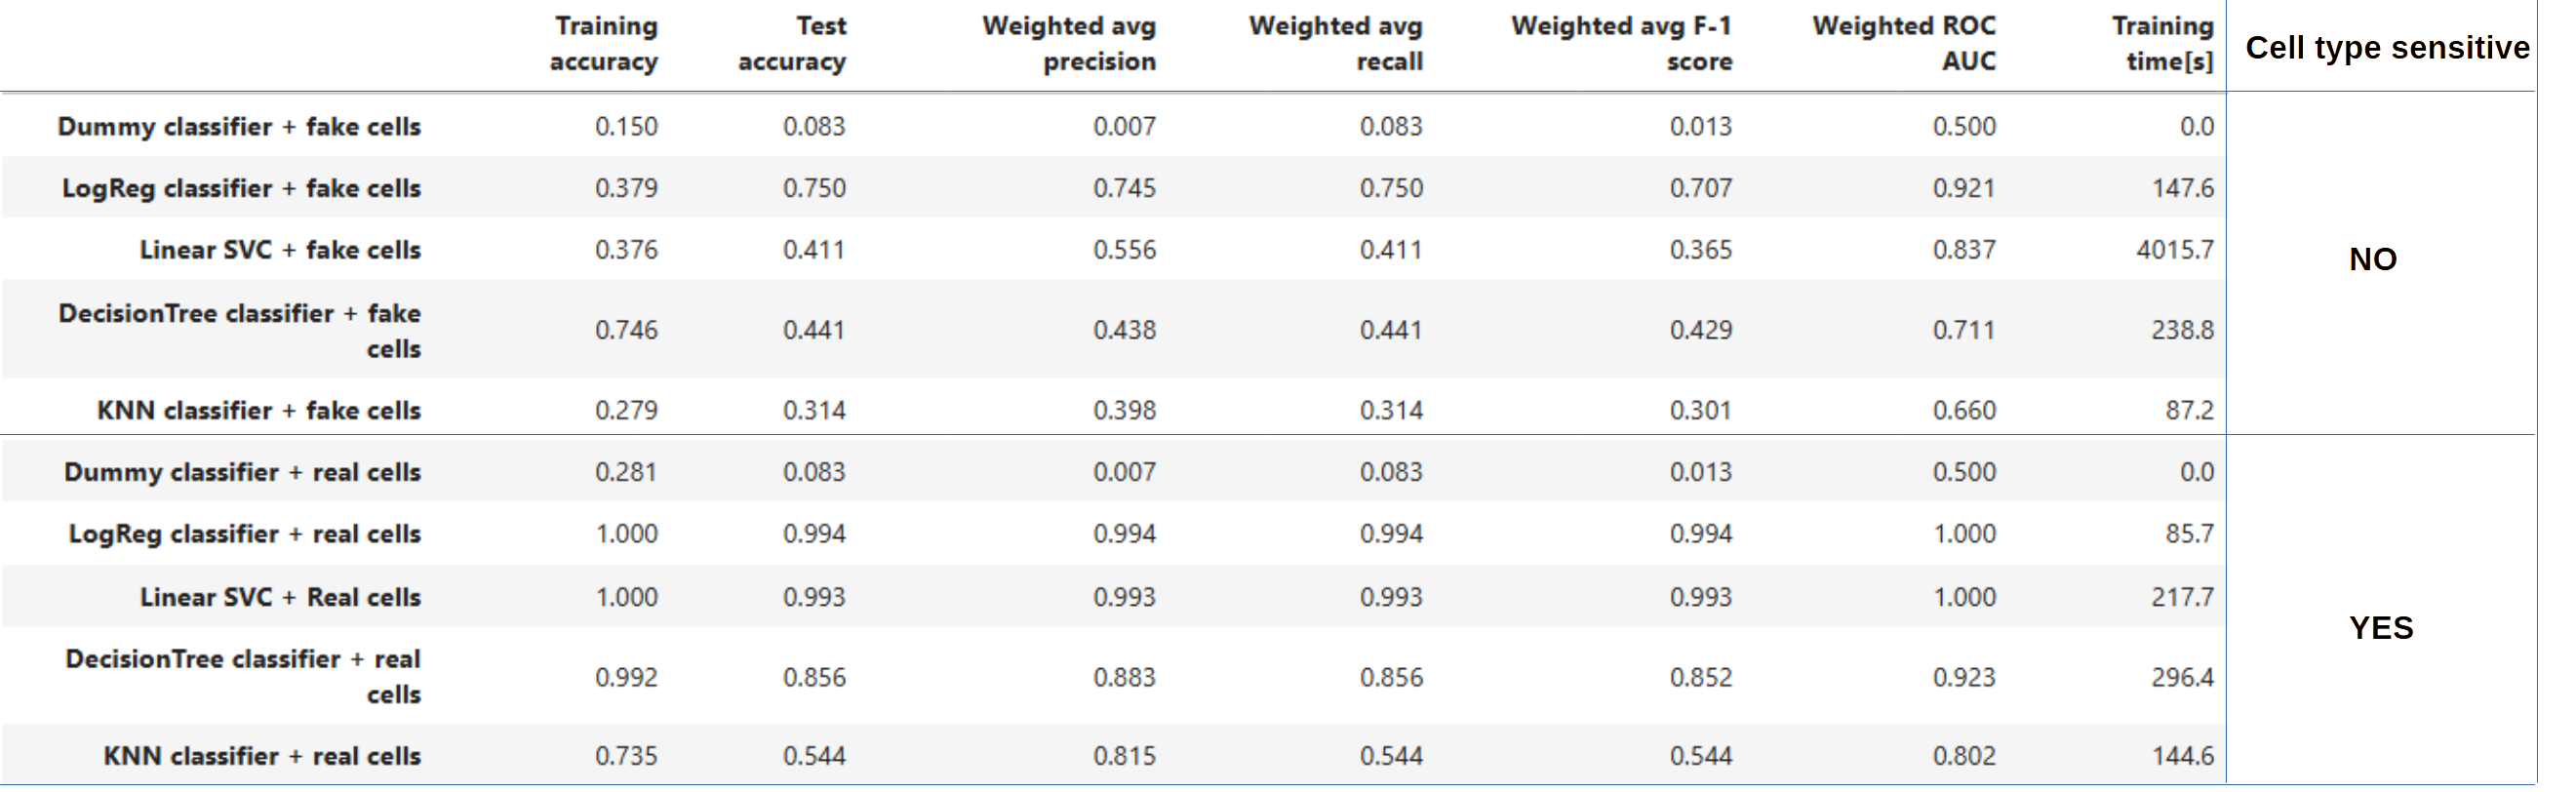 Training accuracy Test accuracy Weighted avg precision Weighted avg recall Weighted avg F-1 score Weighted ROC AUC Training time[s] Cell type sensitive
Dummy classifier + fake cells 0.150 0.083 0.007 0.083 0.013 0.500 0.0
LogReg classifier + fake cells 0.379 0.750 0.745 0.750 0.707 0.921 147.6
Linear SVC + fake cells 0.376 0.411 0.556 0.411 0.365 0.837 4015.7
NO
DecisionTree classifier + fake cells 0.746 0.441 0.438 0.441 0.429 0.711 238.8
KNN classifier + fake cells 0.279 0.314 0.398 0.314 0.301 0.660 87.2
Dummy classifier + real cells 0.281 0.083 0.007 0.083 0.013 0.500 0.0
LogReg classifier + real cells 1.000 0.994 0.994 0.994 0.994 1.000 85.7
Linear SVC + Real cells 1.000 0.993 0.993 0.993 0.993 1.000 217.7
YES
DecisionTree classifier + real cells 0.992 0.856 0.883 0.856 0.852 0.923 296.4
KNN classifier + real cells 0.735 0.544 0.815 0.544 0.544 0.802 144.6